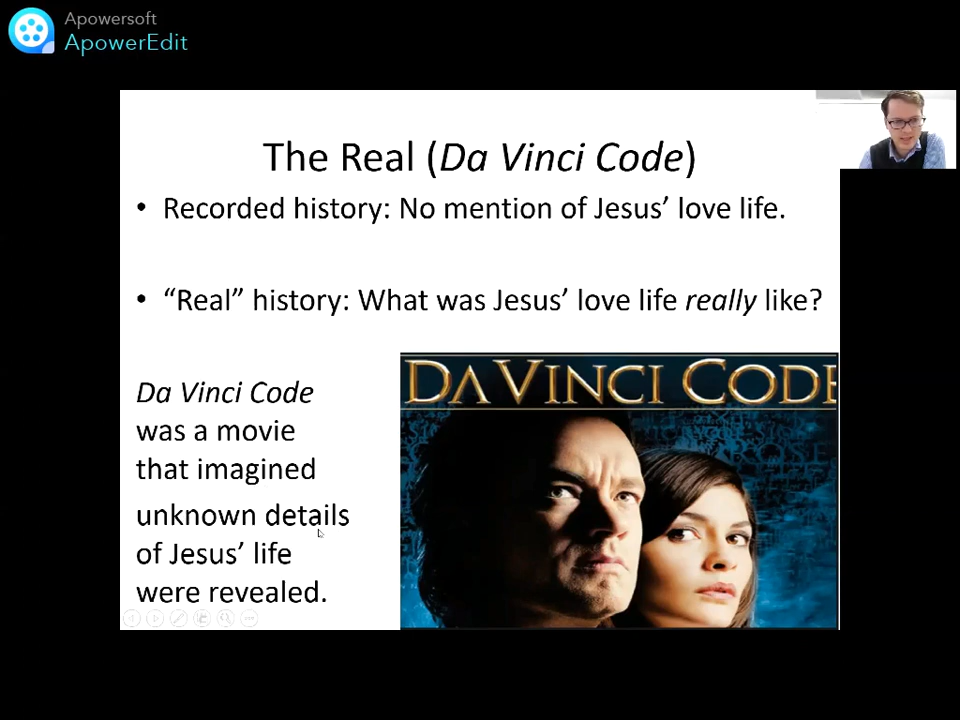 Apowersoft
ApowerEdit
The Real (Da Vinci Code)
• Recorded history: No mention of Jesus’ love life.
• “Real” history: What was Jesus’ love life really like?
Da Vinci Code
was a movie
that imagined
unknown details
of Jesus’ life
were revealed.
DA VINCI CODE